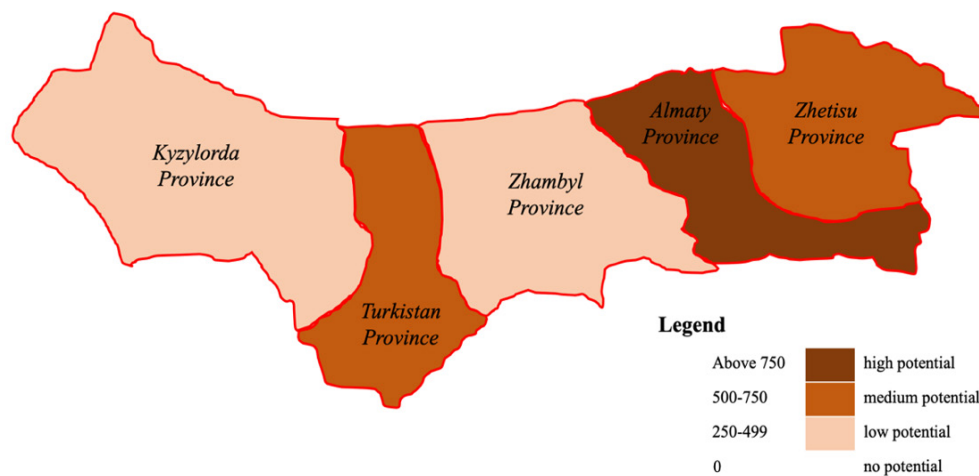 Kyzylorda
Province
Turkistan
Province
Zhambyl
Province
Almaty
Province
Zhetisu
Province
Legend
Above 750 high potential
500-750 medium potential
250-499 low potential
0 no potential